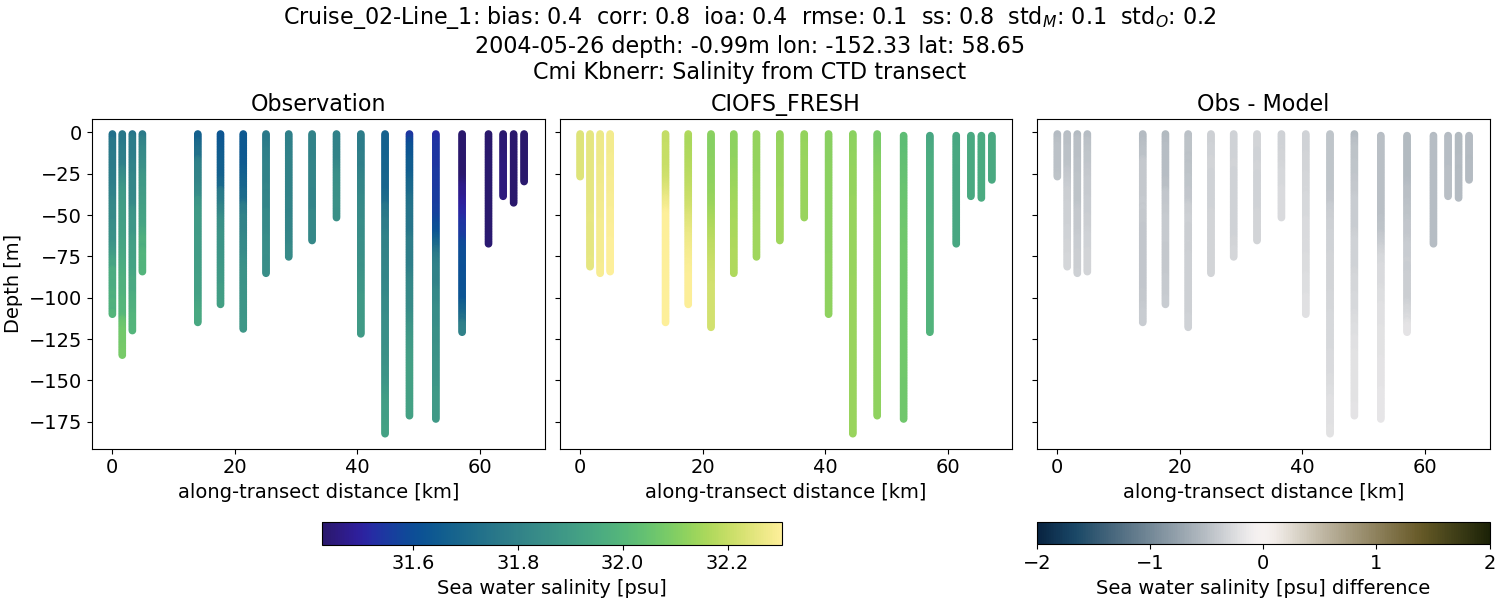 Cruise_02-Line_1: bias: 0.4 corr: 0.8 ioa: 0.4 rmse: 0.1 ss: 0.8 std_M: 0.1 std_O: 0.2
2004-05-26 depth: -0.99m lon: -152.33 lat: 58.65
Cmi Kbnerr: Salinity from CTD transect
Observation
CIOFS_FRESH
Obs - Model
Depth [m]
0
−25
−50
−75
−100
−125
−150
−175
0 20 40 60
0 20 40 60
0 20 40 60
along-transect distance [km]
along-transect distance [km]
along-transect distance [km]
31.6 31.8 32.0 32.2
Sea water salinity [psu]
−2 −1 0 1 2
Sea water salinity [psu] difference